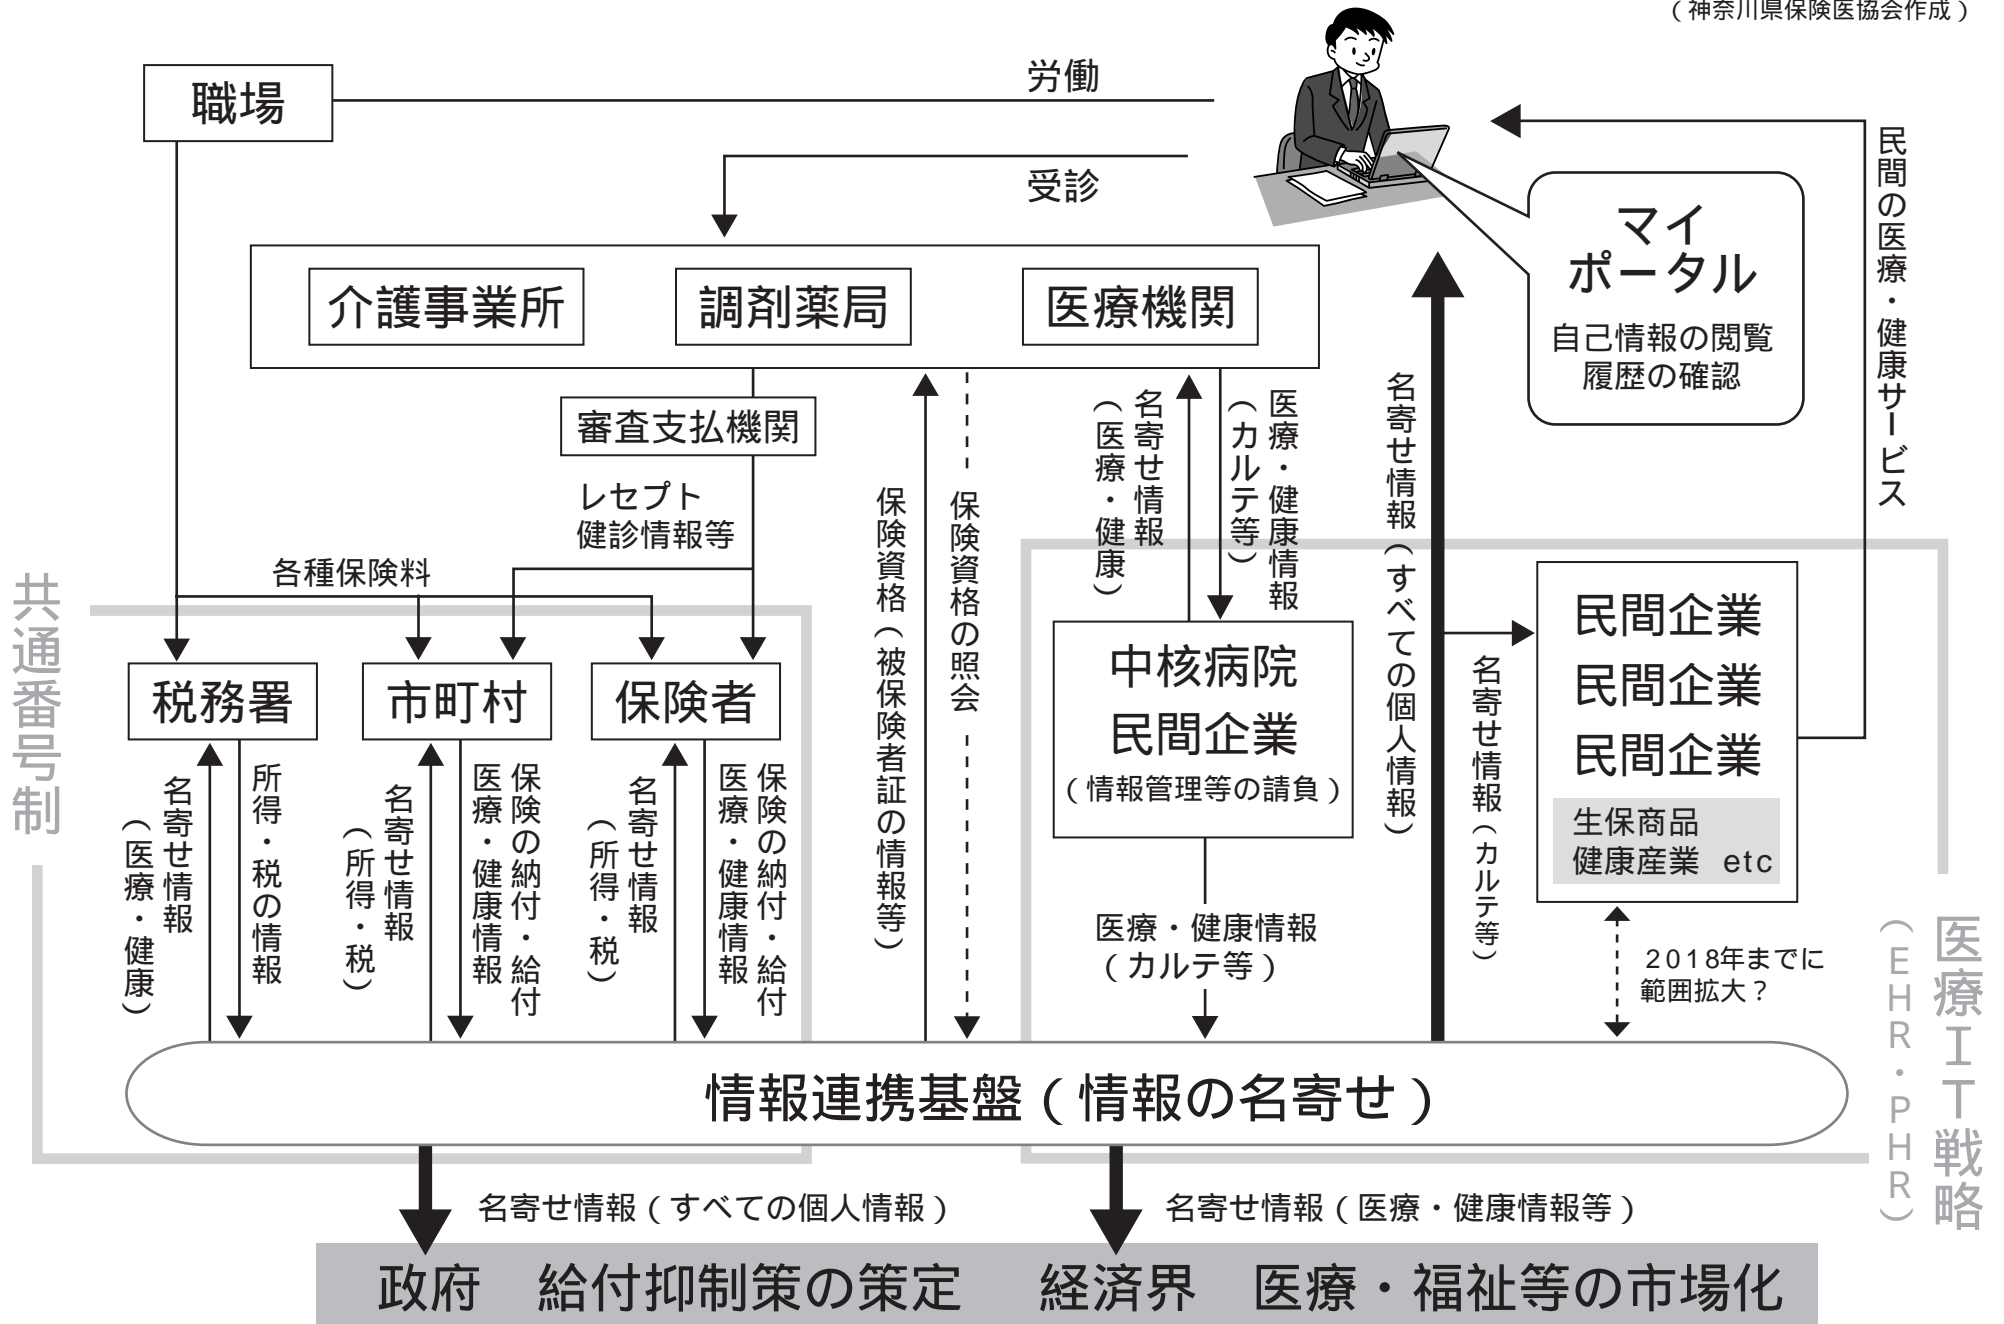 （神奈川県保険医協会作成）
職場
労働
受診
民間の医療・健康サービス
マイ
ポータル
自己情報の閲覧
履歴の確認
介護事業所
調剤薬局
医療機関
審査支払機関
レセプト
健診情報等
各種保険料
保険資格（被保険者証の情報等）
保険資格の照会
名寄せ情報
（医療・健康）
医療・健康情報
（カルテ等）
名寄せ情報（すべての個人情報）
名寄せ情報（カルテ等）
共通番号制
税務署
市町村
保険者
中核病院
民間企業
（情報管理等の請負）
民間企業
民間企業
民間企業
生保商品
健康産業 etc
名寄せ情報
（医療・健康）
所得・税の情報
名寄せ情報
（所得・税）
保険の納付・給付
医療・健康情報
名寄せ情報
（所得・税）
保険の納付・給付
医療・健康情報
医療・健康情報
（カルテ等）
2018年までに
範囲拡大？
医療ＩＴ戦略
（ＥＨＲ・ＰＨＲ）
情報連携基盤（情報の名寄せ）
名寄せ情報（すべての個人情報）
名寄せ情報（医療・健康情報等）
政府　給付抑制策の策定　経済界　医療・福祉等の市場化